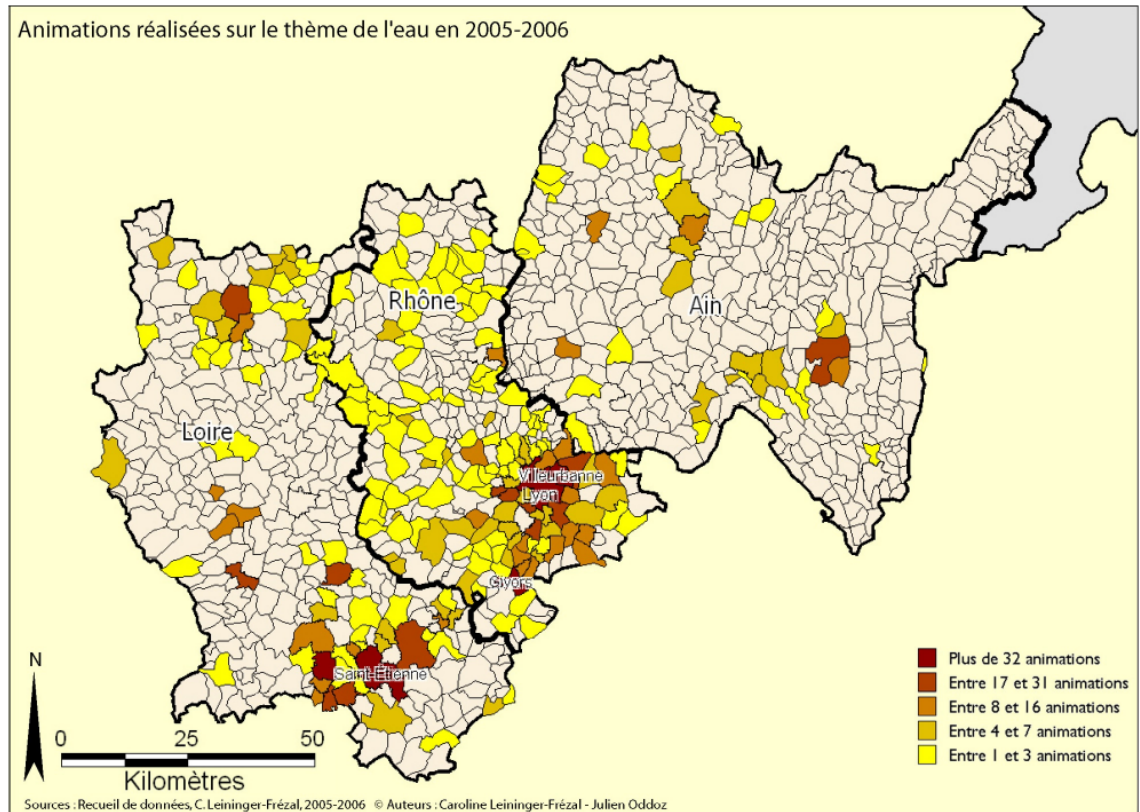 Animations réalisées sur le thème de l'eau en 2005-2006
Rhône
Ain
Loire
Villeurbanne
Lyon
Givors
Saint-Étienne
N
0 25 50
Kilomètres
Plus de 32 animations
Entre 17 et 31 animations
Entre 8 et 16 animations
Entre 4 et 7 animations
Entre 1 et 3 animations
Sources : Recueil de données, C. Leininger-Frézal, 2005-2006 © Auteurs : Caroline Leininger-Frézal - Julien Oddoz